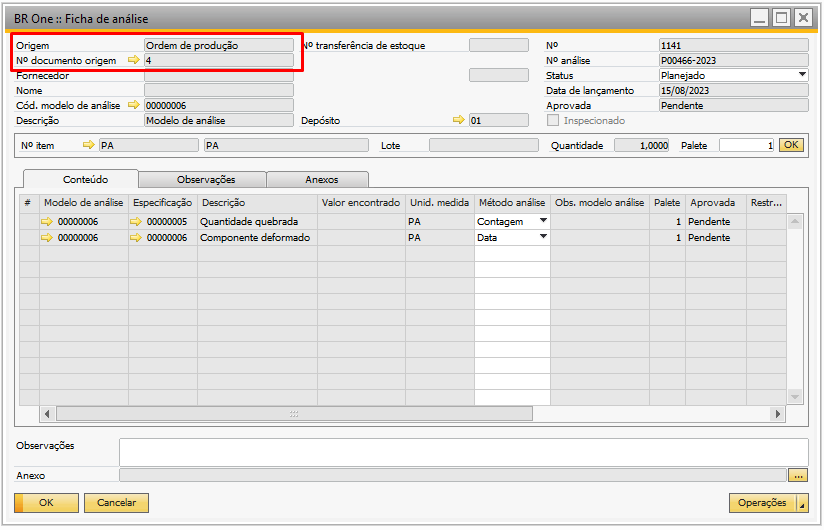 BR One :: Ficha de análise
Origem Ordem de produção Nº transferência de estoque Nº 1141
Nº documento origem 4 Nº análise P00466-2023
Fornecedor Status Planejado
Nome Data de lançamento 15/08/2023
Cód. modelo de análise 00000006 Aprovada Pendente
Descrição Modelo de análise Depósito 01 Inspecionado
Nº item PA PA Lote Quantidade 1,0000 Palete 1 OK
Conteúdo Observações Anexos
# Modelo de análise Especificação Descrição Valor encontrado Unid. medida Método análise Obs. modelo análise Palete Aprovada Restr...
00000006 00000005 Quantidade quebrada PA Contagem 1 Pendente
00000006 00000006 Componente deformado PA Data 1 Pendente
Observações
Anexo ...
OK Cancelar Operações